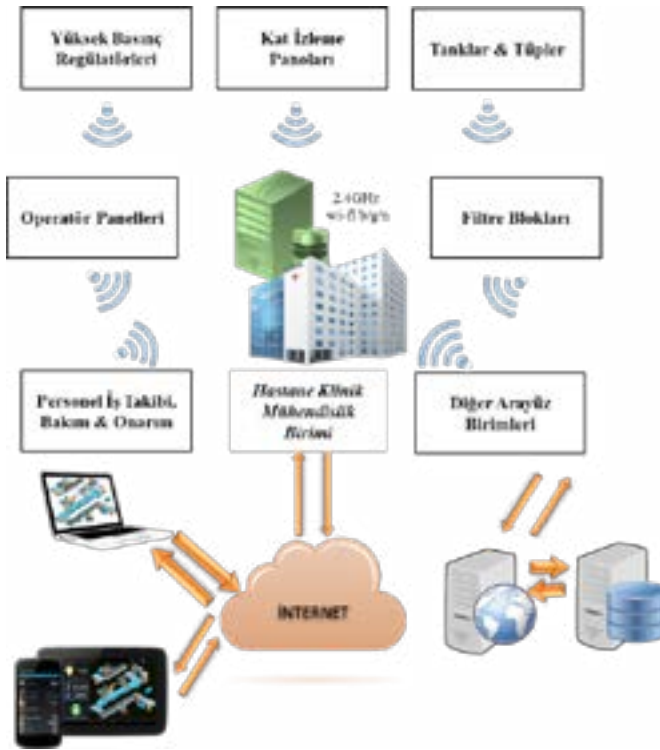 Yüksek Basınç
Regülatörleri
Kat İzleme
Panoları
Tanklar & Tüpler
Operatör Panelleri
2.4GHz
wi-fi b/g/n
Filtre Blokları
Personel İş Takibi,
Bakım & Onarım
Hastane Klinik
Mühendislik
Birimi
Diğer Arayüz
Birimleri
İNTERNET